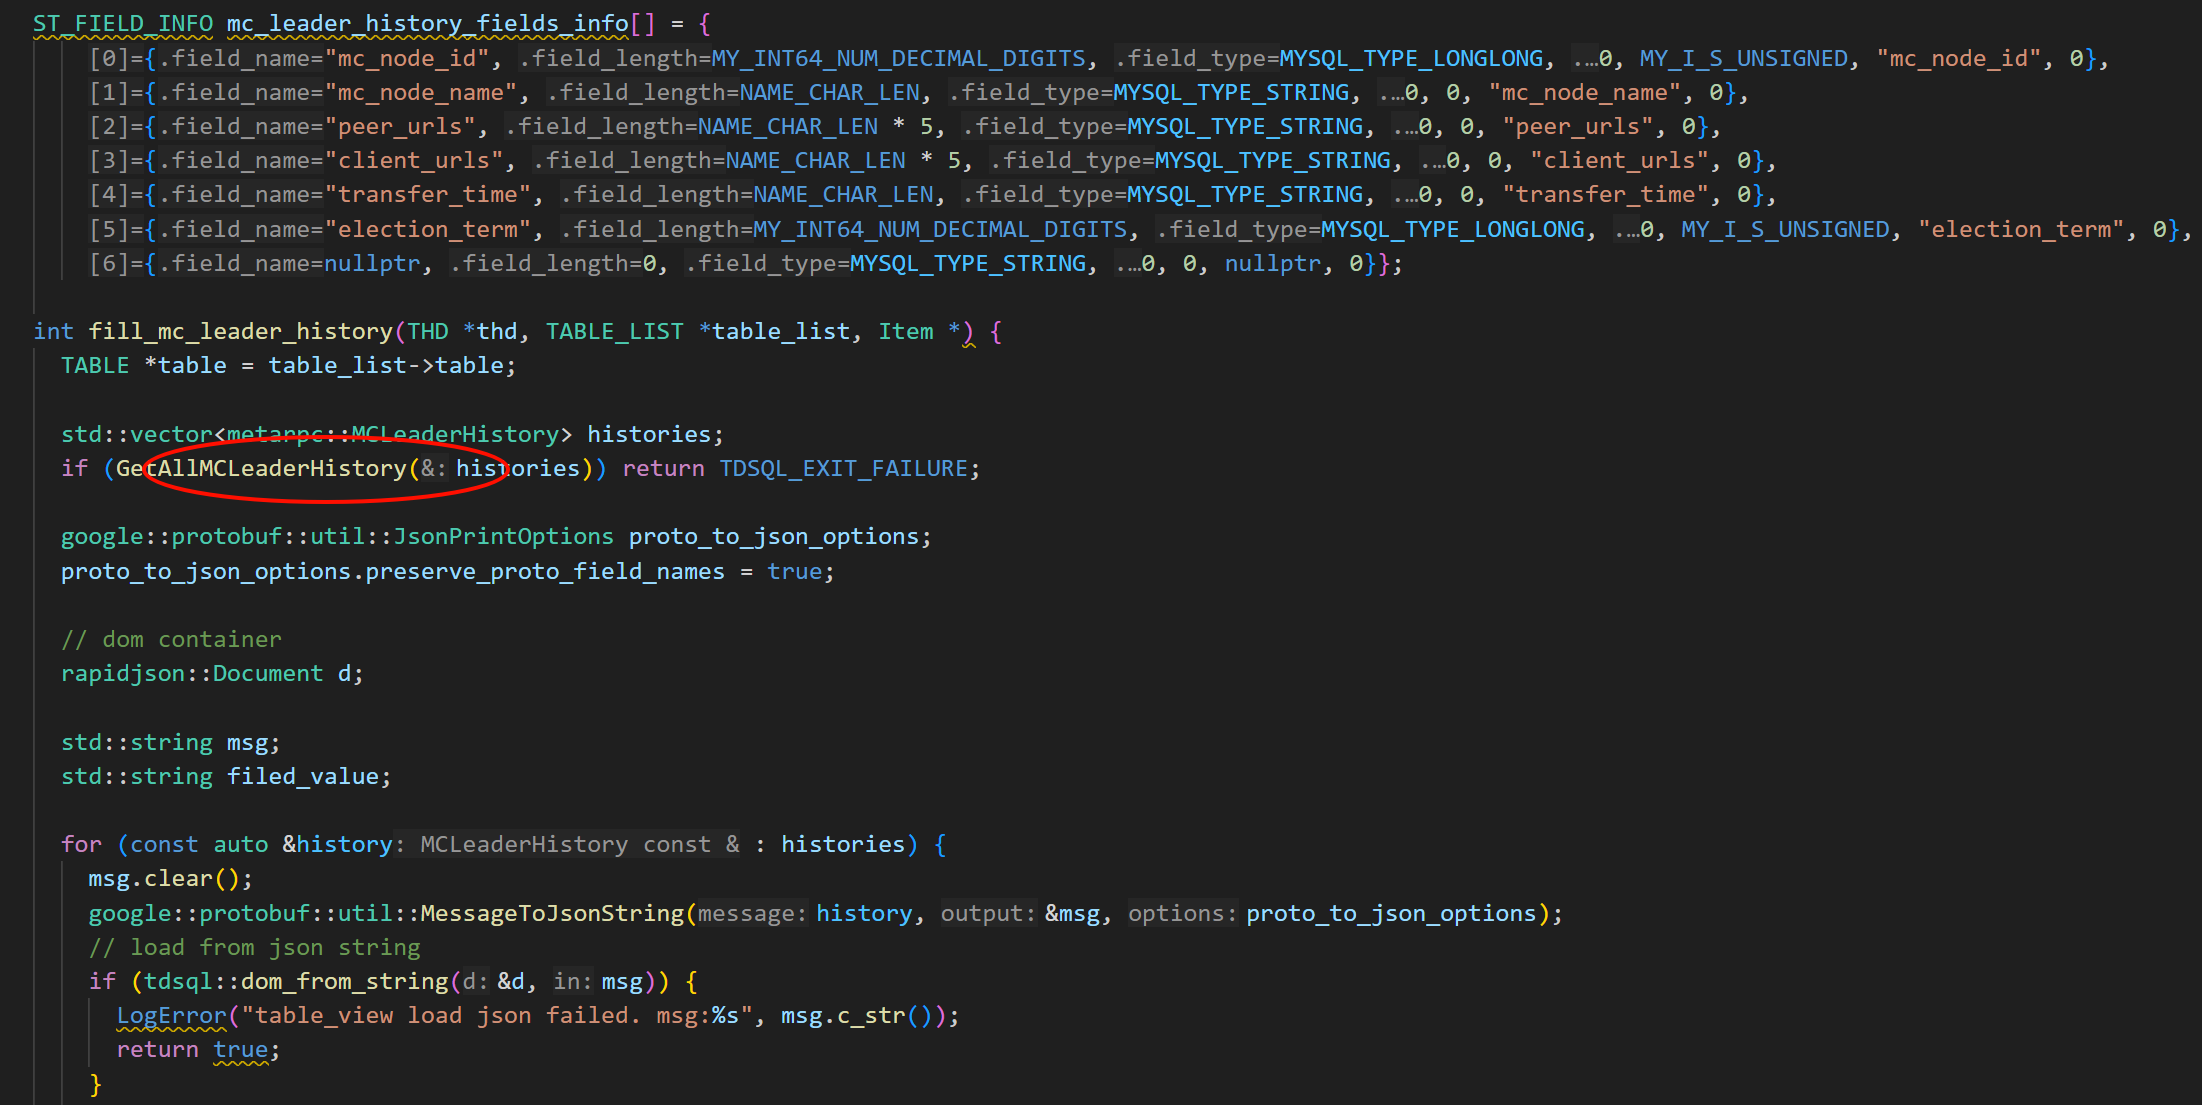 ST_FIELD_INFO mc_leader_history_fields_info[] = {
[0]={.field_name="mc_node_id", .field_length=MY_INT64_NUM_DECIMAL_DIGITS, .field_type=MYSQL_TYPE_LONGLONG, .…0, MY_I_S_UNSIGNED, "mc_node_id", 0},
[1]={.field_name="mc_node_name", .field_length=NAME_CHAR_LEN, .field_type=MYSQL_TYPE_STRING, .…0, 0, "mc_node_name", 0},
[2]={.field_name="peer_urls", .field_length=NAME_CHAR_LEN * 5, .field_type=MYSQL_TYPE_STRING, .…0, 0, "peer_urls", 0},
[3]={.field_name="client_urls", .field_length=NAME_CHAR_LEN * 5, .field_type=MYSQL_TYPE_STRING, .…0, 0, "client_urls", 0},
[4]={.field_name="transfer_time", .field_length=NAME_CHAR_LEN, .field_type=MYSQL_TYPE_STRING, .…0, 0, "transfer_time", 0},
[5]={.field_name="election_term", .field_length=MY_INT64_NUM_DECIMAL_DIGITS, .field_type=MYSQL_TYPE_LONGLONG, .…0, MY_I_S_UNSIGNED, "election_term", 0},
[6]={.field_name=nullptr, .field_length=0, .field_type=MYSQL_TYPE_STRING, .…0, 0, nullptr, 0}};
int fill_mc_leader_history(THD *thd, TABLE_LIST *table_list, Item *) {
TABLE *table = table_list->table;
std::vector<metarpc::MCLeaderHistory> histories;
if (GetAllMCLeaderHistory(&: histories)) return TDSQL_EXIT_FAILURE;
google::protobuf::util::JsonPrintOptions proto_to_json_options;
proto_to_json_options.preserve_proto_field_names = true;
// dom container
rapidjson::Document d;
std::string msg;
std::string filed_value;
for (const auto &history: MCLeaderHistory const & : histories) {
msg.clear();
google::protobuf::util::MessageToJsonString(message: history, output: &msg, options: proto_to_json_options);
// load from json string
if (tdsql::dom_from_string(d: &d, in: msg)) {
LogError("table_view load json failed. msg:%s", msg.c_str());
return true;
}